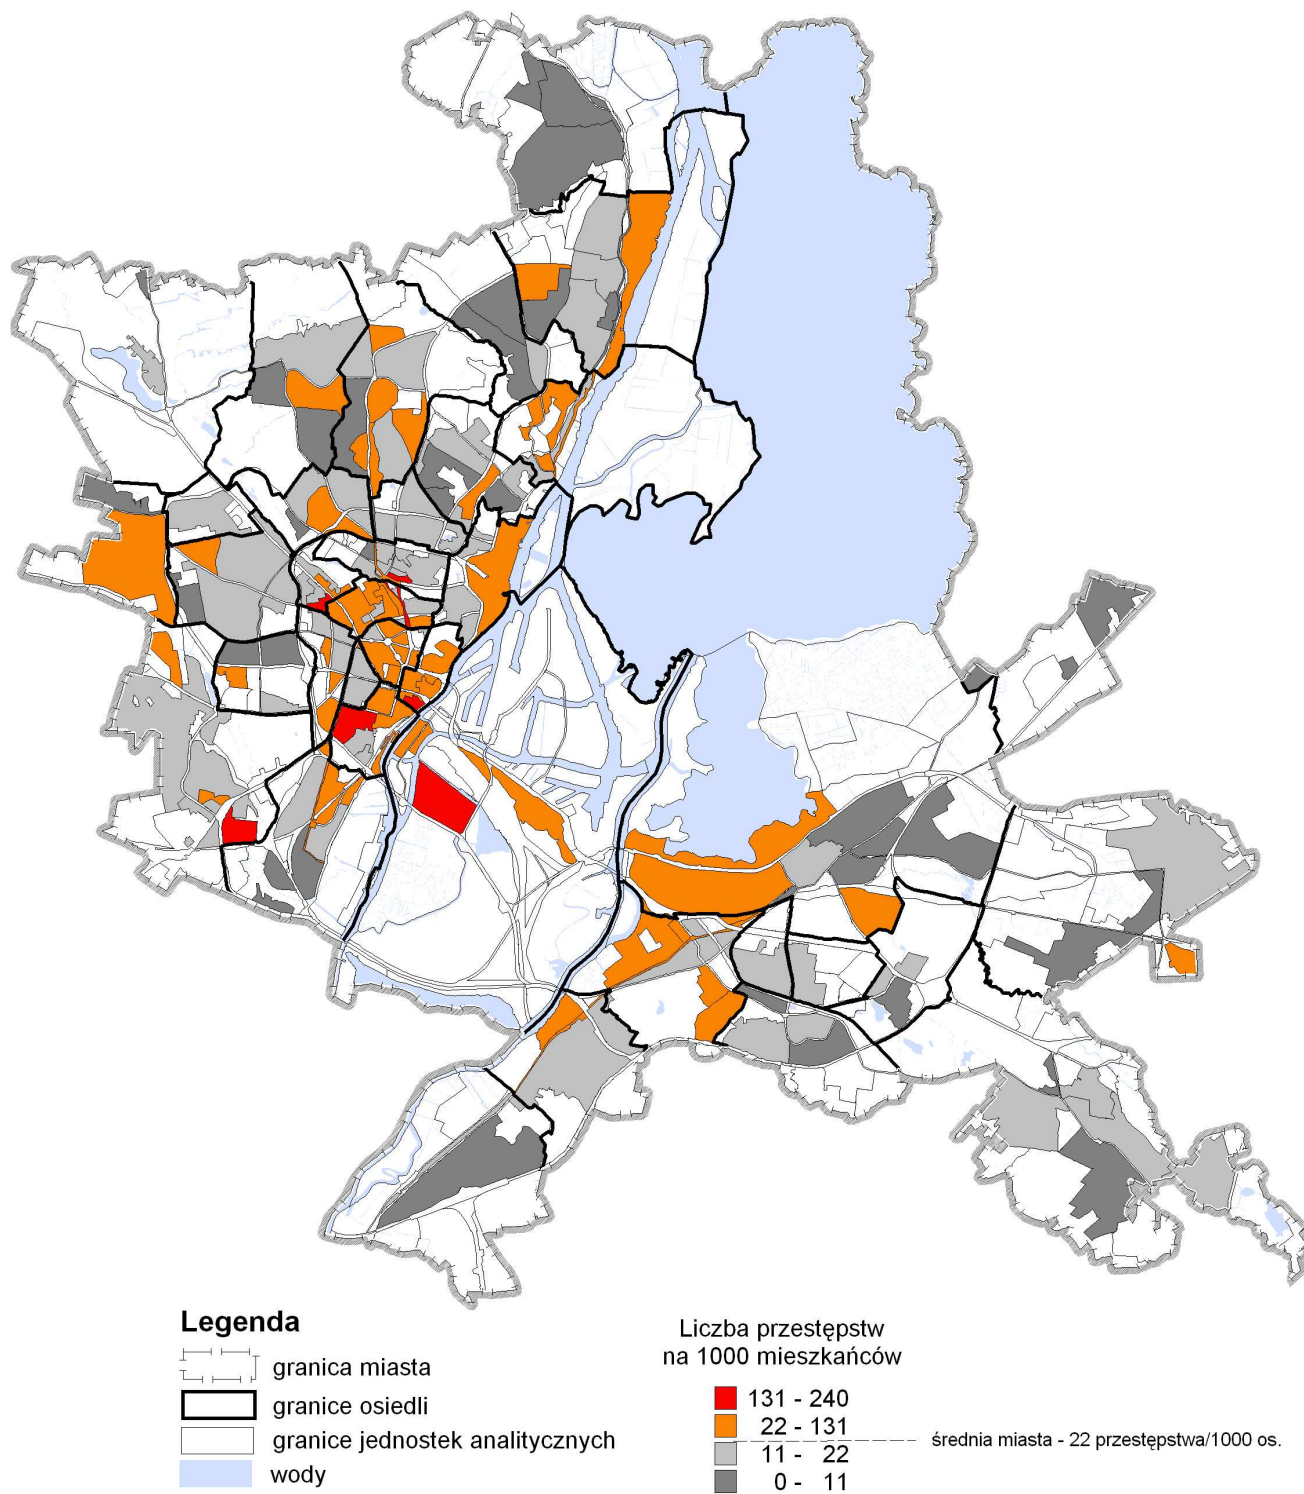 Legenda
granica miasta
granice osiedli
granice jednostek analitycznych
wody
Liczba przestępstw
na 1000 mieszkańców
131 - 240
22 - 131
11 - 22
0 - 11
średnia miasta - 22 przestępstwa/1000 os.